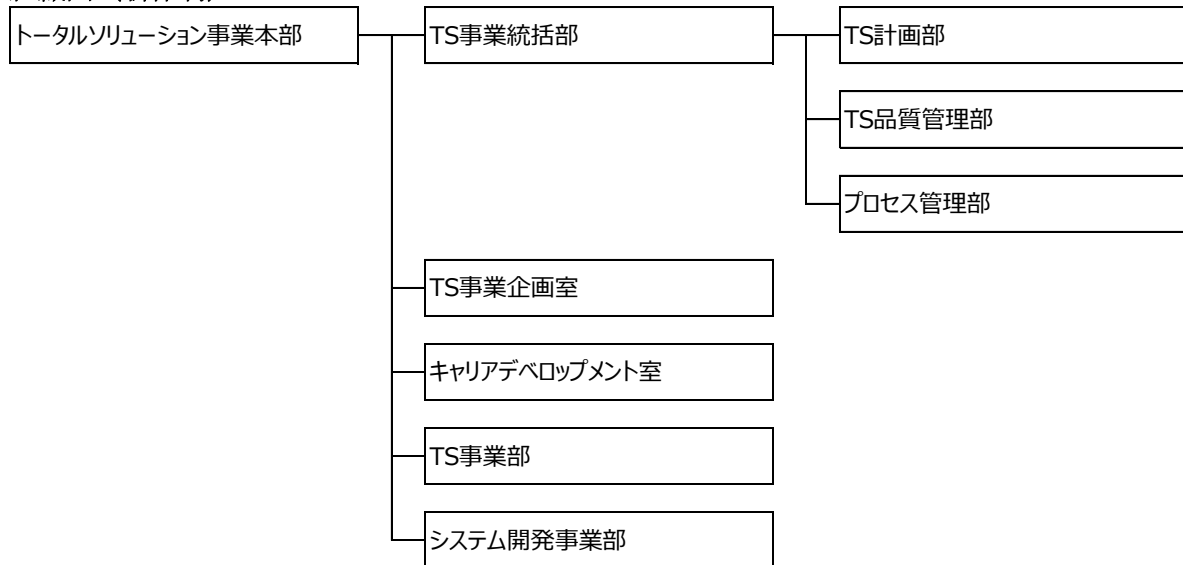 トータルソリューション事業本部
TS事業統括部
TS計画部
TS品質管理部
プロセス管理部
TS事業企画室
キャリアデベロップメント室
TS事業部
システム開発事業部